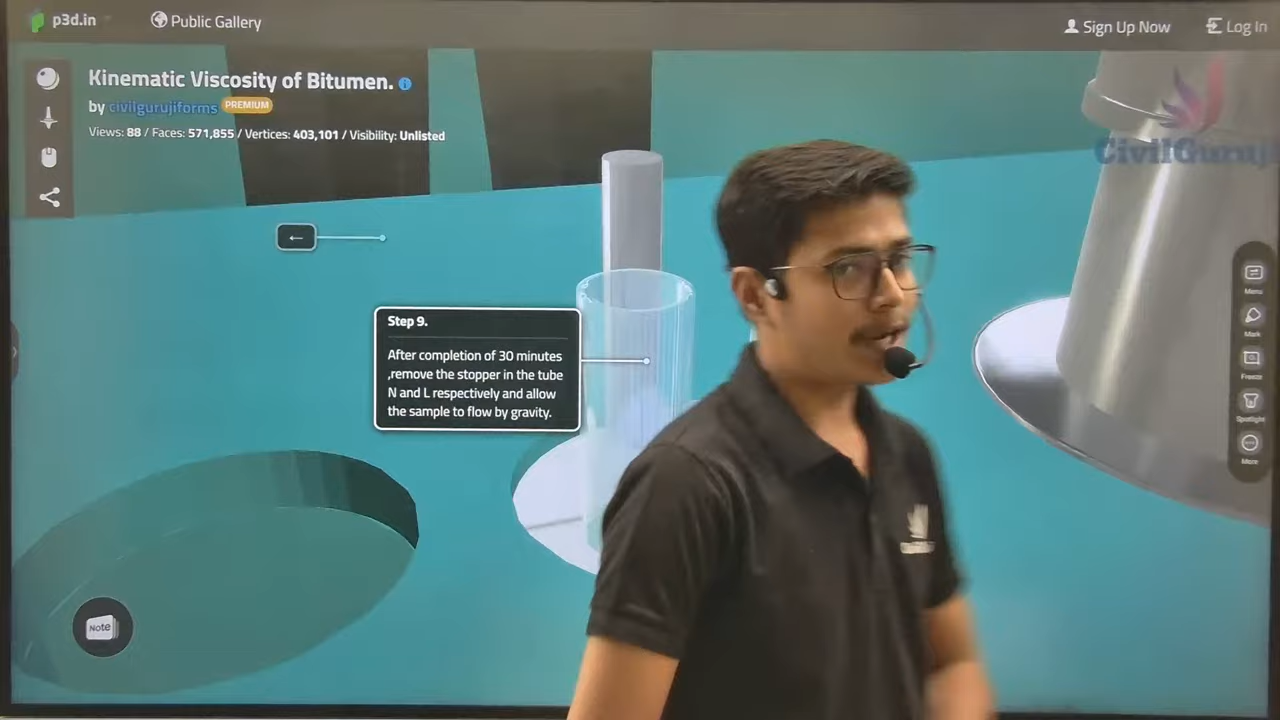 p3d.in
Public Gallery
Sign Up Now
Log In
Kinematic Viscosity of Bitumen.
by civilgurujiforms PREMIUM
Views: 88 / Faces: 571,855 / Vertices: 403,101 / Visibility: Unlisted
CivilGuruji
←
Step 9.
After completion of 30 minutes
,remove the stopper in the tube
N and L respectively and allow
the sample to flow by gravity.
Menu
Mark
Freeze
Spotlight
More
Note